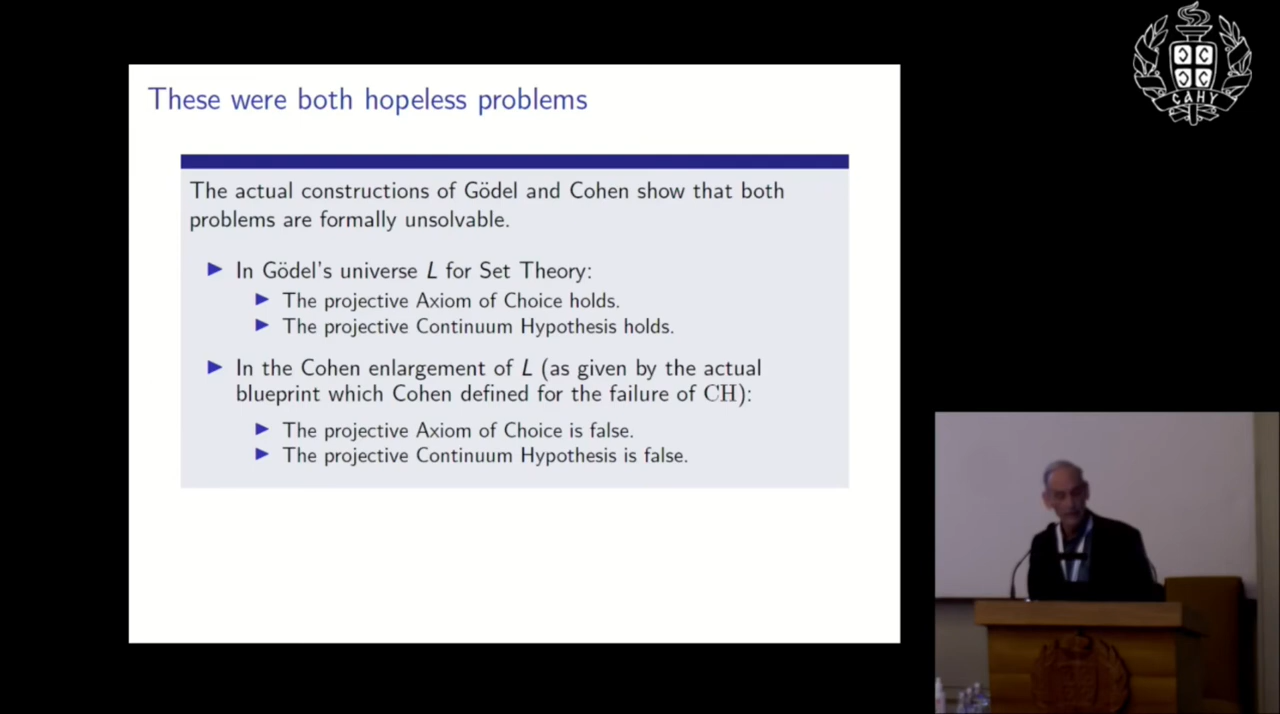 These were both hopeless problems
The actual constructions of Gödel and Cohen show that both
problems are formally unsolvable.
▶ In Gödel's universe L for Set Theory:
▶ The projective Axiom of Choice holds.
▶ The projective Continuum Hypothesis holds.
▶ In the Cohen enlargement of L (as given by the actual
blueprint which Cohen defined for the failure of CH):
▶ The projective Axiom of Choice is false.
▶ The projective Continuum Hypothesis is false.
САНУ